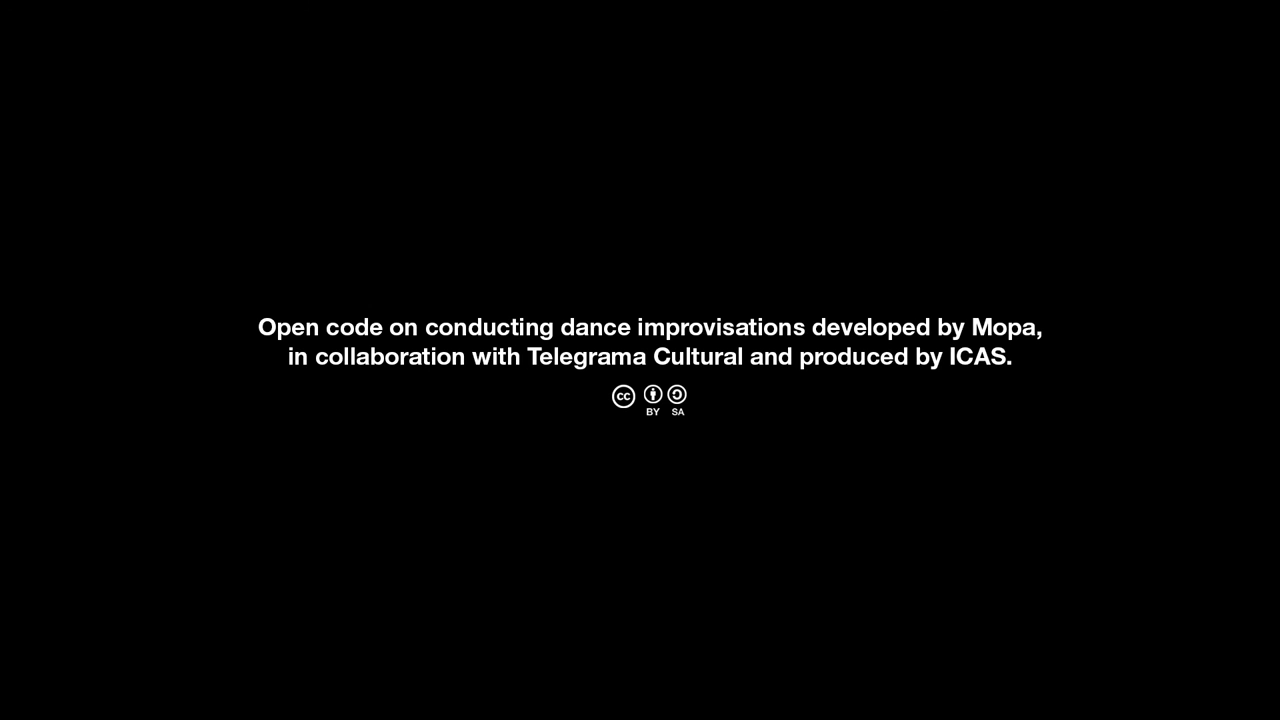 Open code on conducting dance improvisations developed by Mopa,
in collaboration with Telegrama Cultural and produced by ICAS.
cc
BY SA